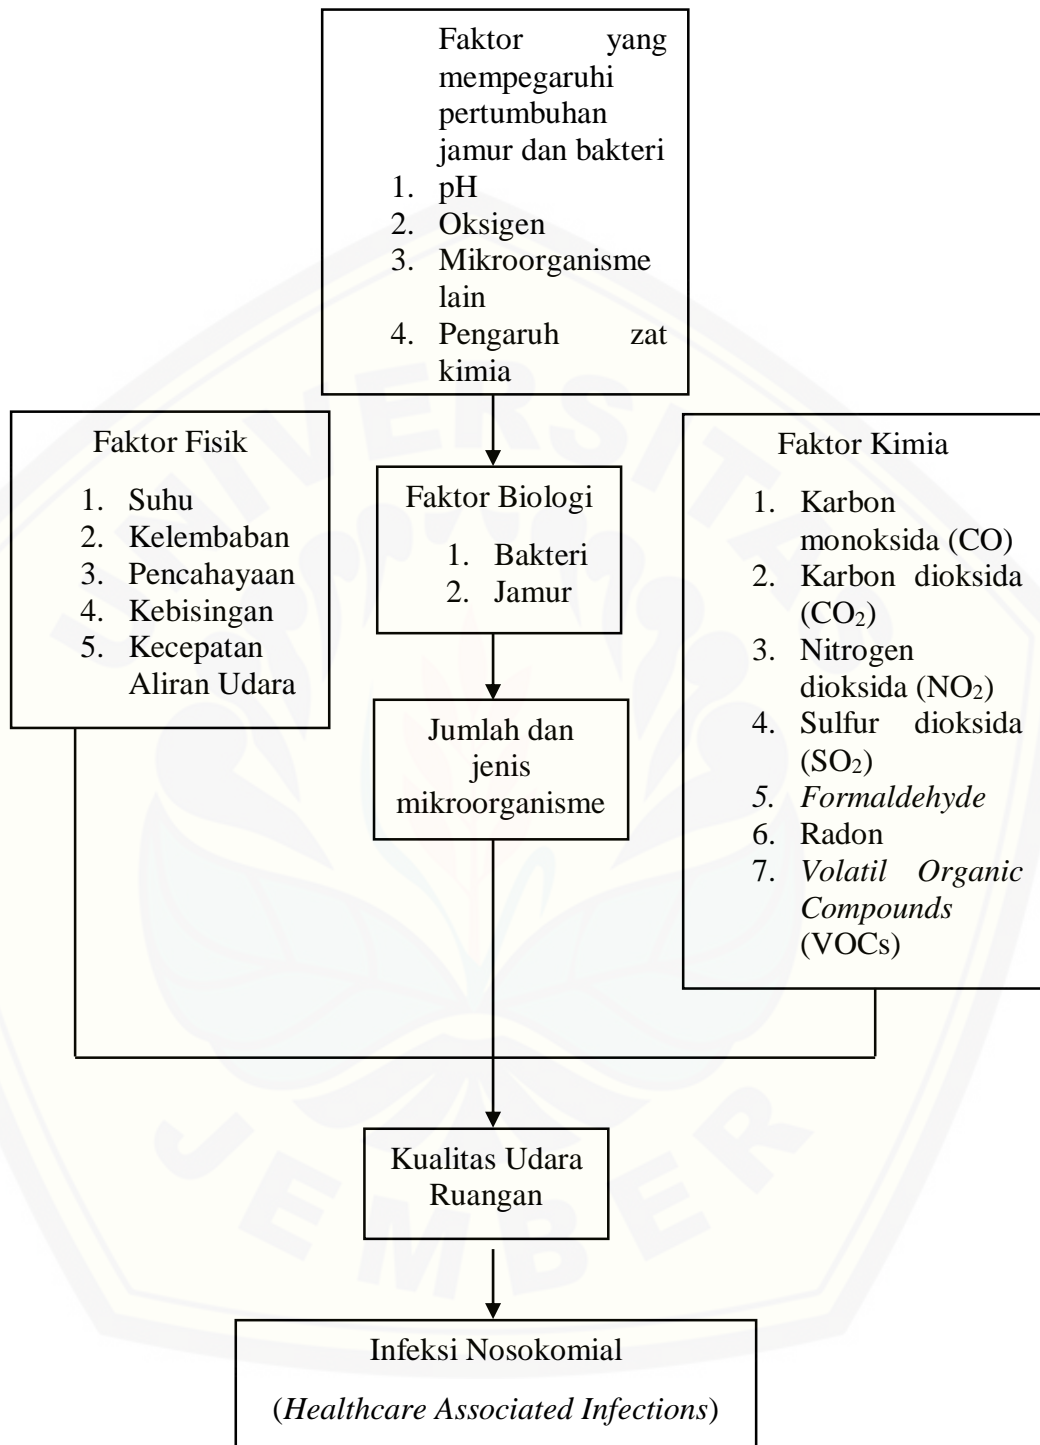 Faktor yang
mempegaruhi
pertumbuhan
jamur dan bakteri
1. pH
2. Oksigen
3. Mikroorganisme
lain
4. Pengaruh zat
kimia
Faktor Fisik
1. Suhu
2. Kelembaban
3. Pencahayaan
4. Kebisingan
5. Kecepatan
Aliran Udara
Faktor Biologi
1. Bakteri
2. Jamur
Jumlah dan
jenis
mikroorganisme
Faktor Kimia
1. Karbon
monoksida (CO)
2. Karbon dioksida
(CO₂)
3. Nitrogen
dioksida (NO₂)
4. Sulfur dioksida
(SO₂)
5. Formaldehyde
6. Radon
7. Volatil Organic
Compounds
(VOCs)
Kualitas Udara
Ruangan
Infeksi Nosokomial
(Healthcare Associated Infections)
UNIVERSITAS
JEMBER